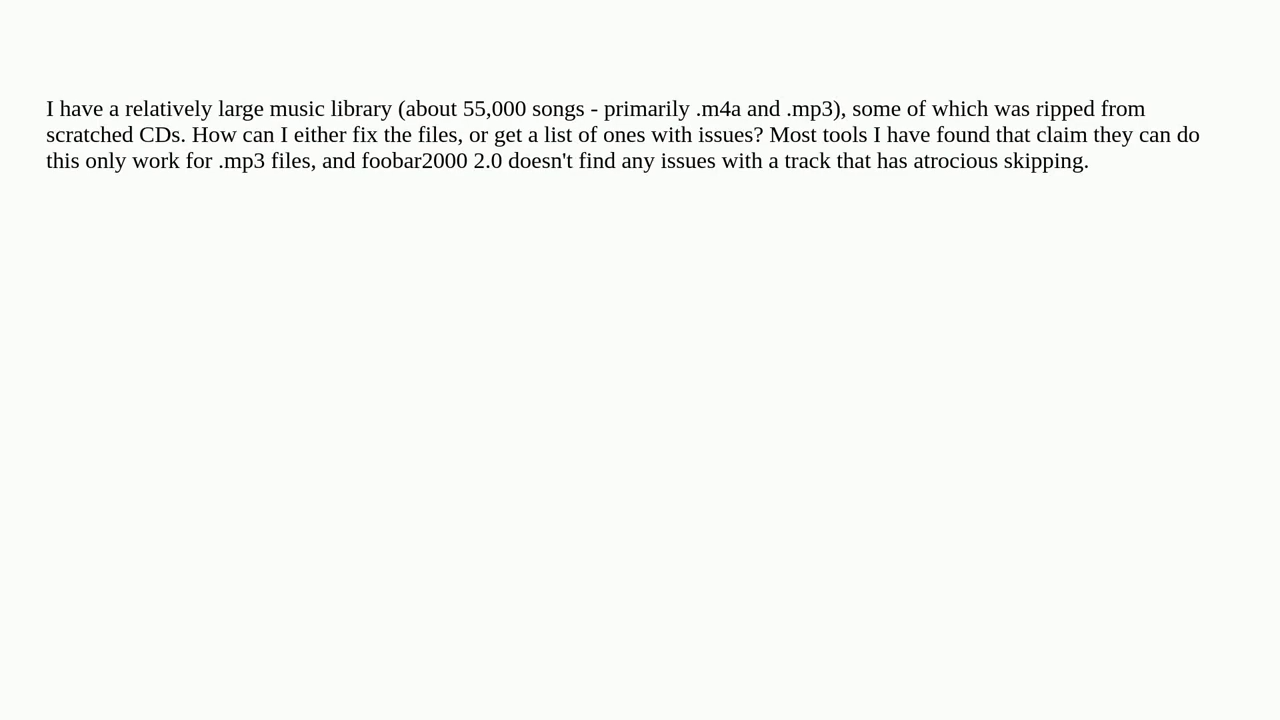 I have a relatively large music library (about 55,000 songs - primarily .m4a and .mp3), some of which was ripped from
scratched CDs. How can I either fix the files, or get a list of ones with issues? Most tools I have found that claim they can do
this only work for .mp3 files, and foobar2000 2.0 doesn't find any issues with a track that has atrocious skipping.